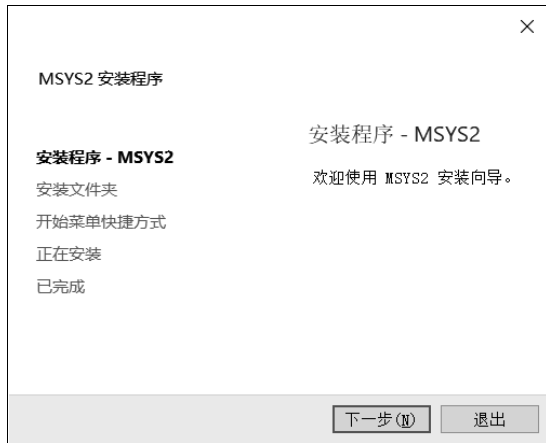 MSYS2 安装程序
安装程序 - MSYS2
安装文件夹
开始菜单快捷方式
正在安装
已完成
安装程序 - MSYS2
欢迎使用 MSYS2 安装向导。
下一步(N)
退出